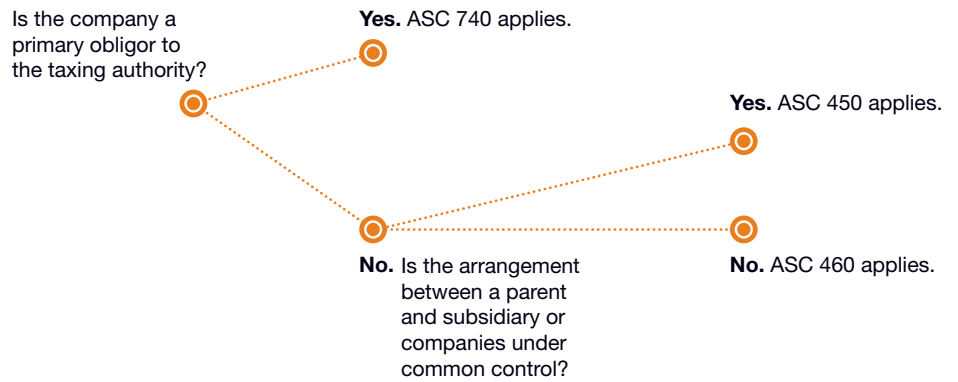 Is the company a
primary obligor to
the taxing authority?
Yes. ASC 740 applies.
No. Is the arrangement
between a parent
and subsidiary or
companies under
common control?
Yes. ASC 450 applies.
No. ASC 460 applies.